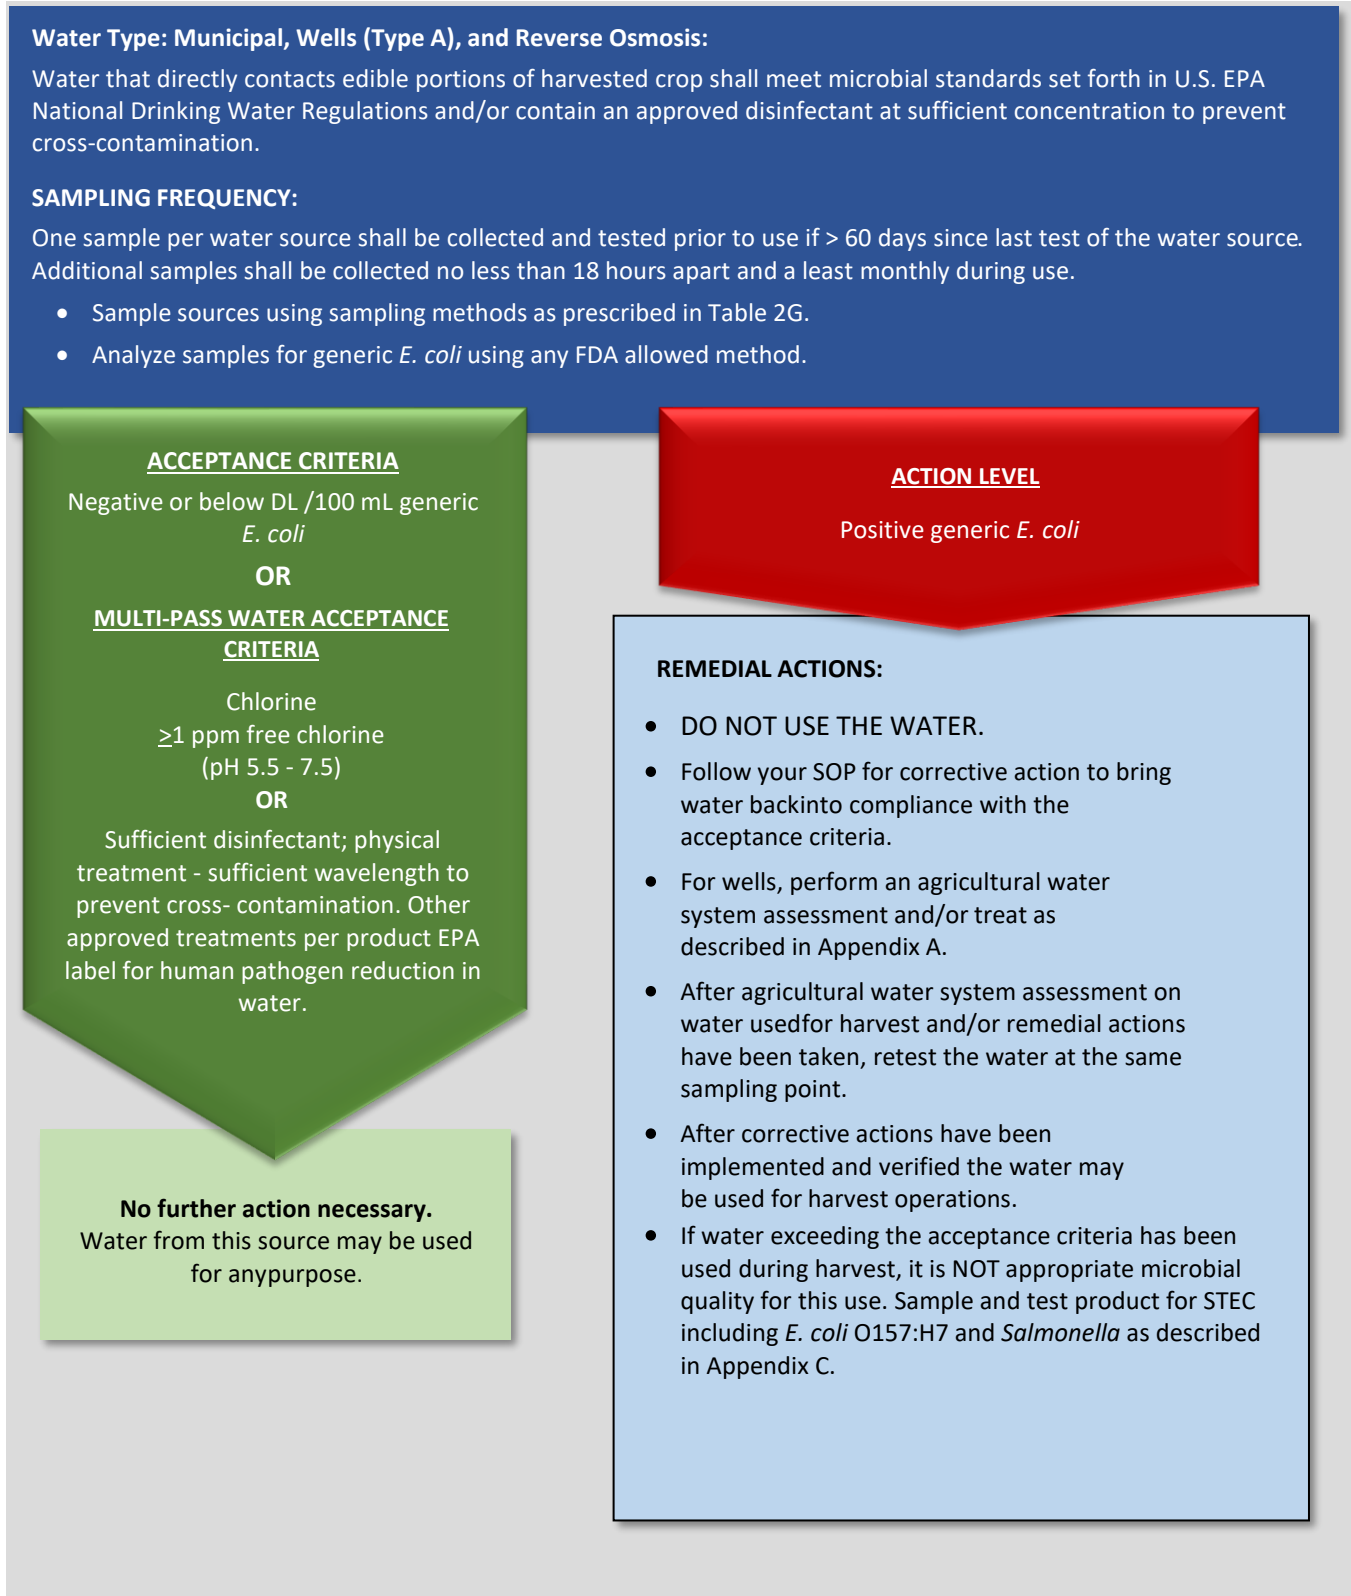 Water Type: Municipal, Wells (Type A), and Reverse Osmosis:
Water that directly contacts edible portions of harvested crop shall meet microbial standards set forth in U.S. EPA
National Drinking Water Regulations and/or contain an approved disinfectant at sufficient concentration to prevent
cross-contamination.
SAMPLING FREQUENCY:
One sample per water source shall be collected and tested prior to use if > 60 days since last test of the water source.
Additional samples shall be collected no less than 18 hours apart and a least monthly during use.
• Sample sources using sampling methods as prescribed in Table 2G.
• Analyze samples for generic E. coli using any FDA allowed method.
ACCEPTANCE CRITERIA
Negative or below DL /100 mL generic
E. coli
OR
MULTI-PASS WATER ACCEPTANCE
CRITERIA
Chlorine
≥1 ppm free chlorine
(pH 5.5 - 7.5)
OR
Sufficient disinfectant; physical
treatment - sufficient wavelength to
prevent cross- contamination. Other
approved treatments per product EPA
label for human pathogen reduction in
water.
No further action necessary.
Water from this source may be used
for anypurpose.
ACTION LEVEL
Positive generic E. coli
REMEDIAL ACTIONS:
• DO NOT USE THE WATER.
• Follow your SOP for corrective action to bring
water backinto compliance with the
acceptance criteria.
• For wells, perform an agricultural water
system assessment and/or treat as
described in Appendix A.
• After agricultural water system assessment on
water usedfor harvest and/or remedial actions
have been taken, retest the water at the same
sampling point.
• After corrective actions have been
implemented and verified the water may
be used for harvest operations.
• If water exceeding the acceptance criteria has been
used during harvest, it is NOT appropriate microbial
quality for this use. Sample and test product for STEC
including E. coli O157:H7 and Salmonella as described
in Appendix C.